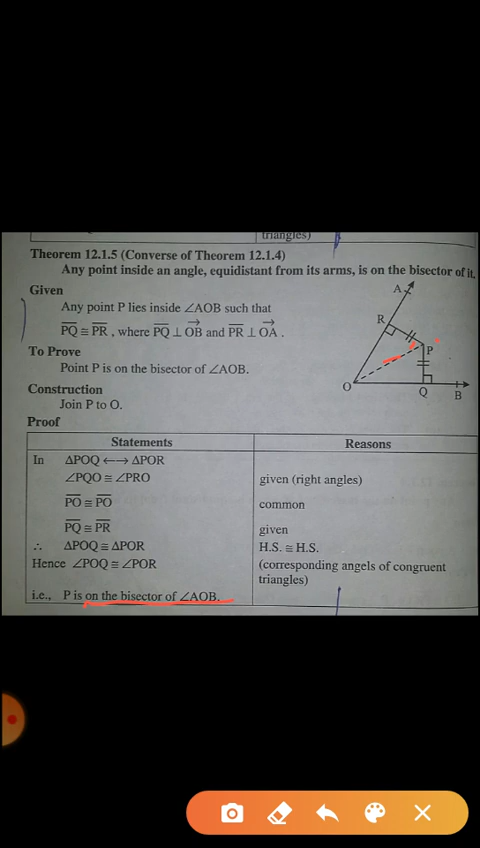 triangles)
Theorem 12.1.5 (Converse of Theorem 12.1.4)
Any point inside an angle, equidistant from its arms, is on the bisector of it.
Given
Any point P lies inside ∠AOB such that
PQ ≅ PR , where PQ ⊥ OB and PR ⊥ OA .
To Prove
Point P is on the bisector of ∠AOB.
Construction
Join P to O.
A
R
P
O
Q
B
Proof
Statements Reasons
In ΔPOQ ←→ ΔPOR
∠PQO ≅ ∠PRO given (right angles)
PO ≅ PO common
PQ ≅ PR given
∴ ΔPOQ ≅ ΔPOR H.S. ≅ H.S.
Hence ∠POQ ≅ ∠POR (corresponding angels of congruent
triangles)
i.e., P is on the bisector of ∠AOB.